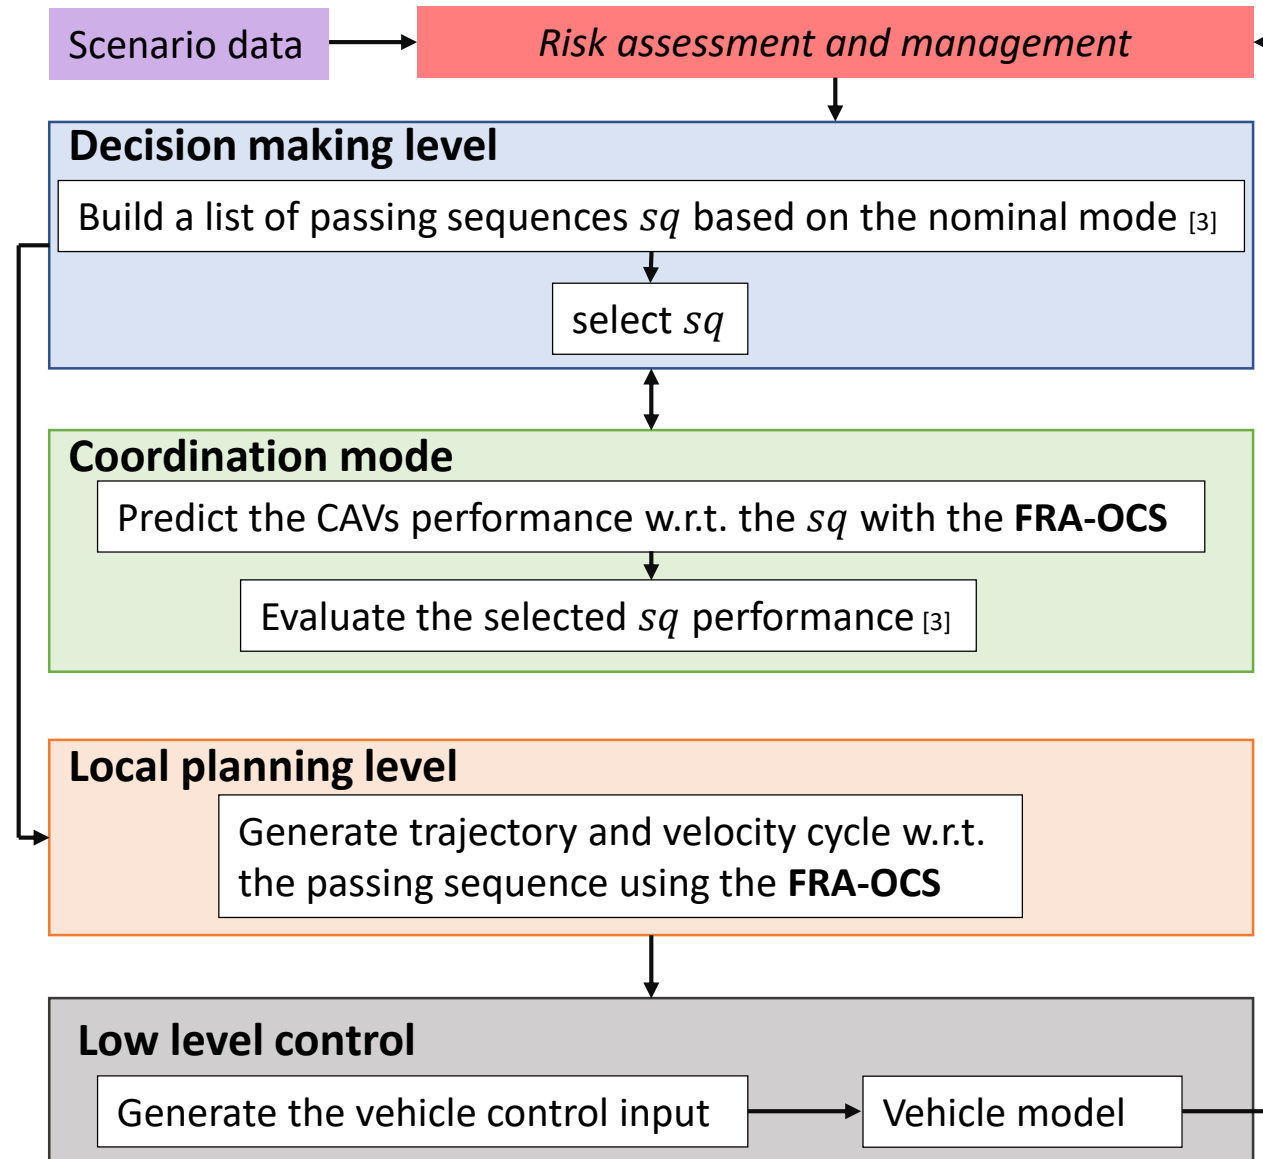 Scenario data
Risk assessment and management
Decision making level
Build a list of passing sequences sq based on the nominal mode [3]
select sq
Coordination mode
Predict the CAVs performance w.r.t. the sq with the FRA-OCS
Evaluate the selected sq performance [3]
Local planning level
Generate trajectory and velocity cycle w.r.t.
the passing sequence using the FRA-OCS
Low level control
Generate the vehicle control input
Vehicle model